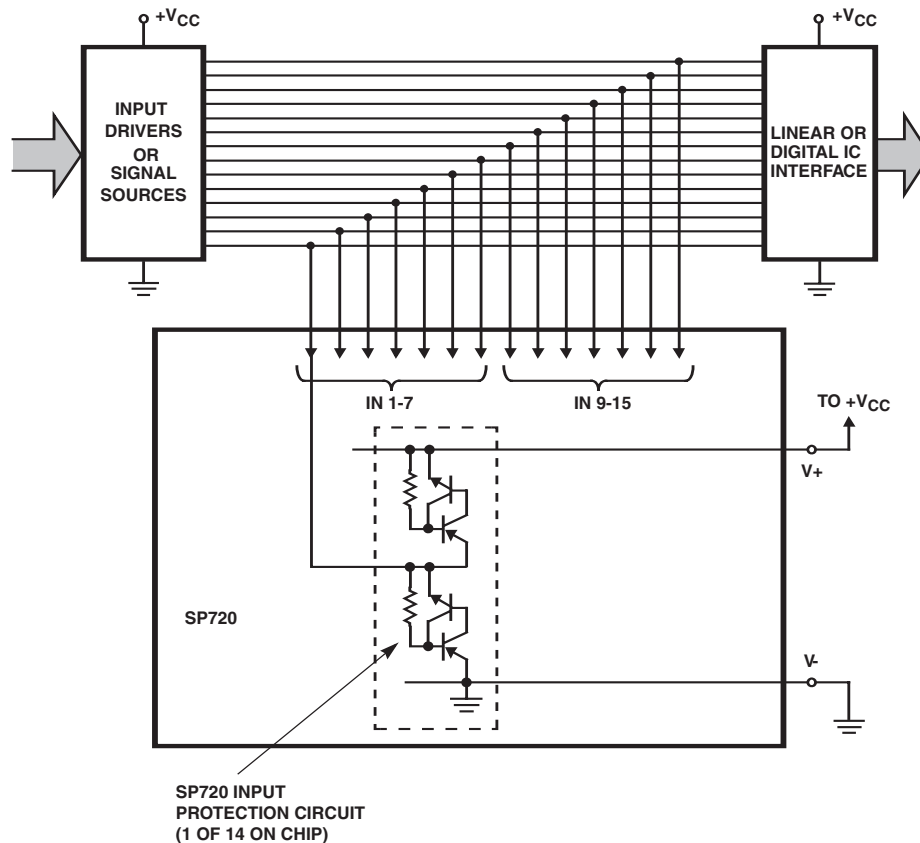 +VCC
+VCC
INPUT
DRIVERS
OR
SIGNAL
SOURCES
LINEAR OR
DIGITAL IC
INTERFACE
IN 1-7
IN 9-15
TO +VCC
V+
SP720
V-
SP720 INPUT
PROTECTION CIRCUIT
(1 OF 14 ON CHIP)